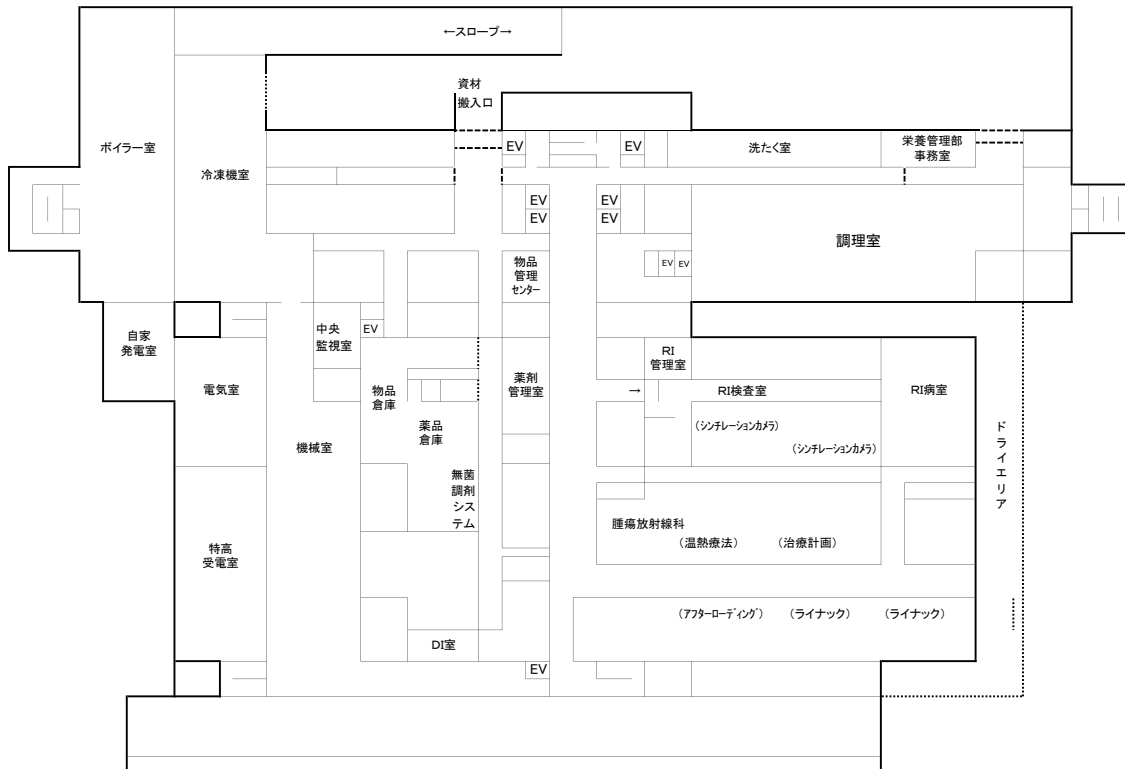 ←スロープ→
資材
搬入口
ボイラー室
EV
EV
洗たく室
栄養管理部
事務室
冷凍機室
EV
EV
EV
EV
調理室
物品
管理
センター
EV
EV
自家
発電室
中央
監視室
EV
RI
管理室
電気室
物品
倉庫
薬剤
管理室
→
RI検査室
RI病室
薬品
倉庫
(シンチレーションカメラ)
(シンチレーションカメラ)
機械室
ドライエリア
無菌
調剤
シス
テム
腫瘍放射線科
(温熱療法)
(治療計画)
特高
受電室
(アフターローディング)
(ライナック)
(ライナック)
DI室
EV